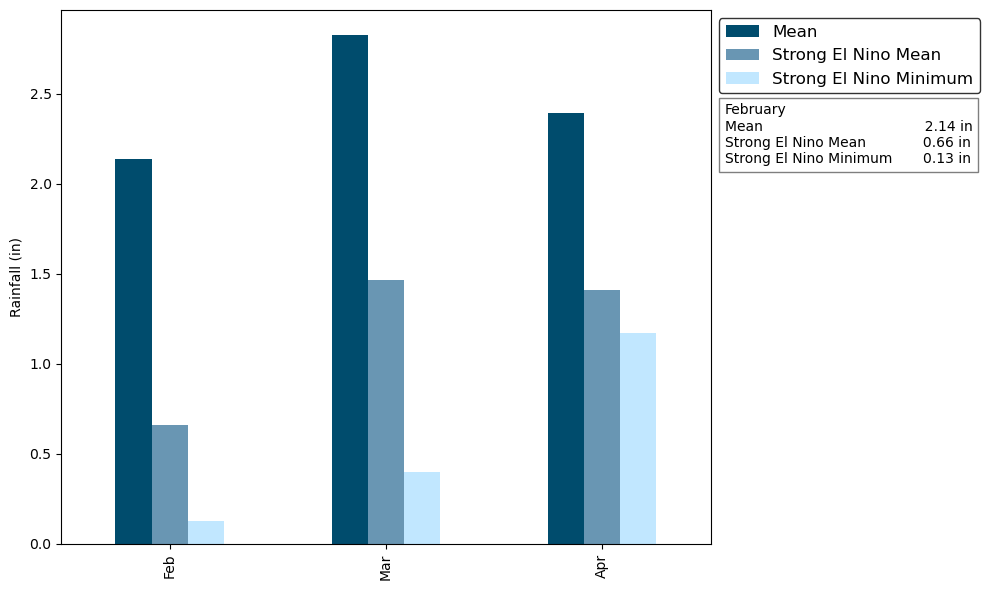 Mean
Strong El Nino Mean
Strong El Nino Minimum
February
Mean 2.14 in
Strong El Nino Mean 0.66 in
Strong El Nino Minimum 0.13 in
Rainfall (in)
2.5
2.0
1.5
1.0
0.5
0.0
Feb
Mar
Apr